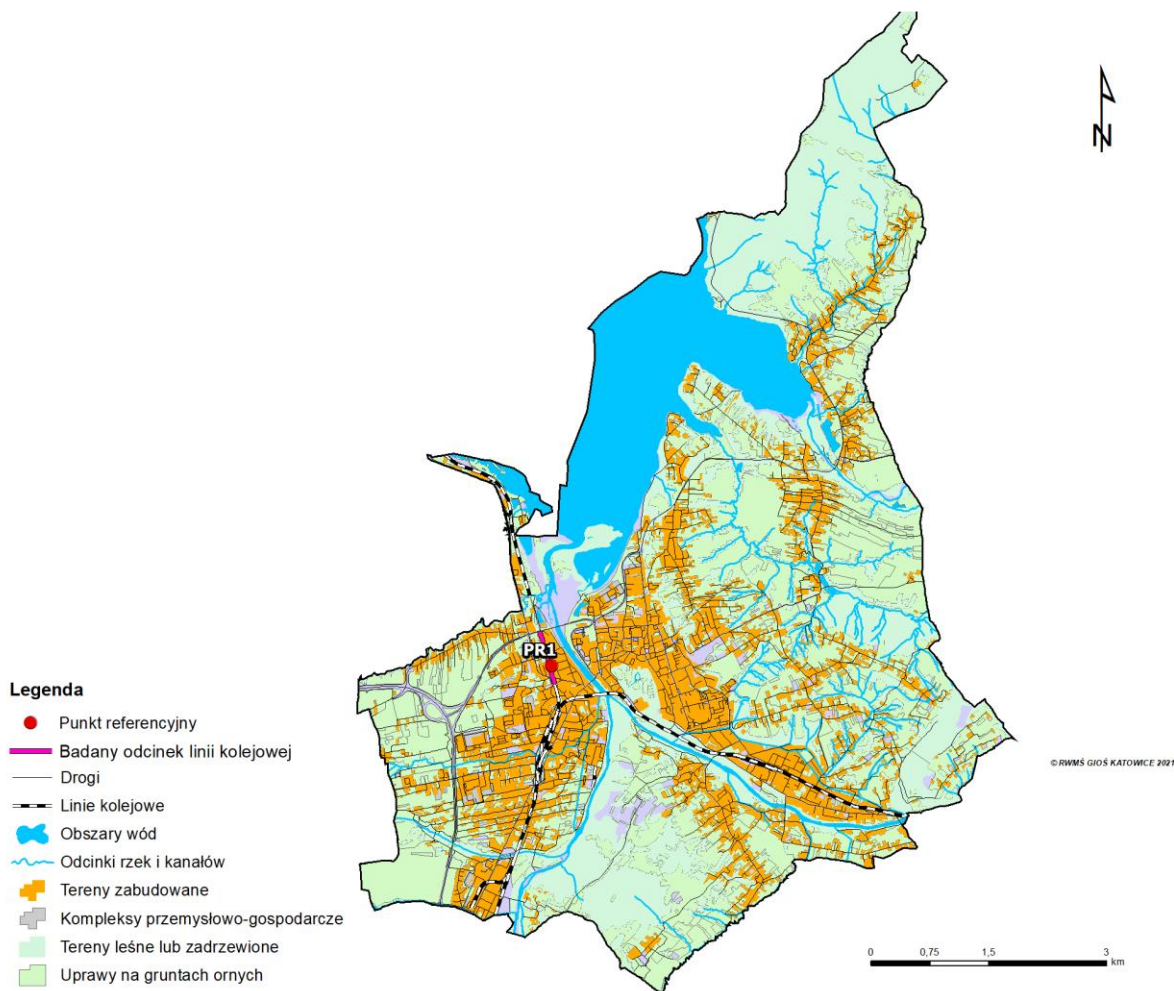 N
PR1
Legenda
Punkt referencyjny
Badany odcinek linii kolejowej
Drogi
Linie kolejowe
Obszary wód
Odcinki rzek i kanałów
Tereny zabudowane
Kompleksy przemysłowo-gospodarcze
Tereny leśne lub zadrzewione
Uprawy na gruntach ornych
© RWMŚ GIOŚ KATOWICE 2021
0 0,75 1,5 3
km